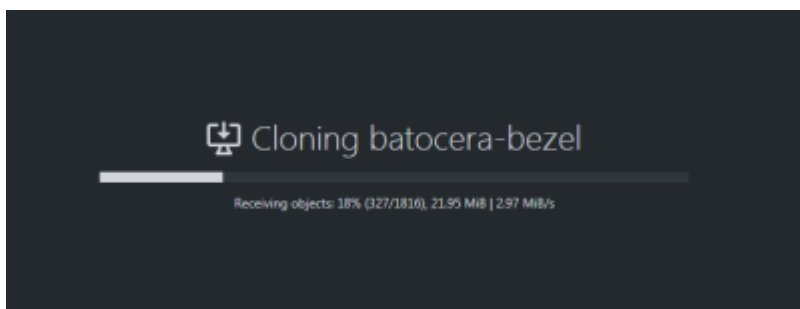 Cloning batocera-bezel
Receiving objects: 18% (327/1816), 21.95 MiB | 2.97 MiB/s